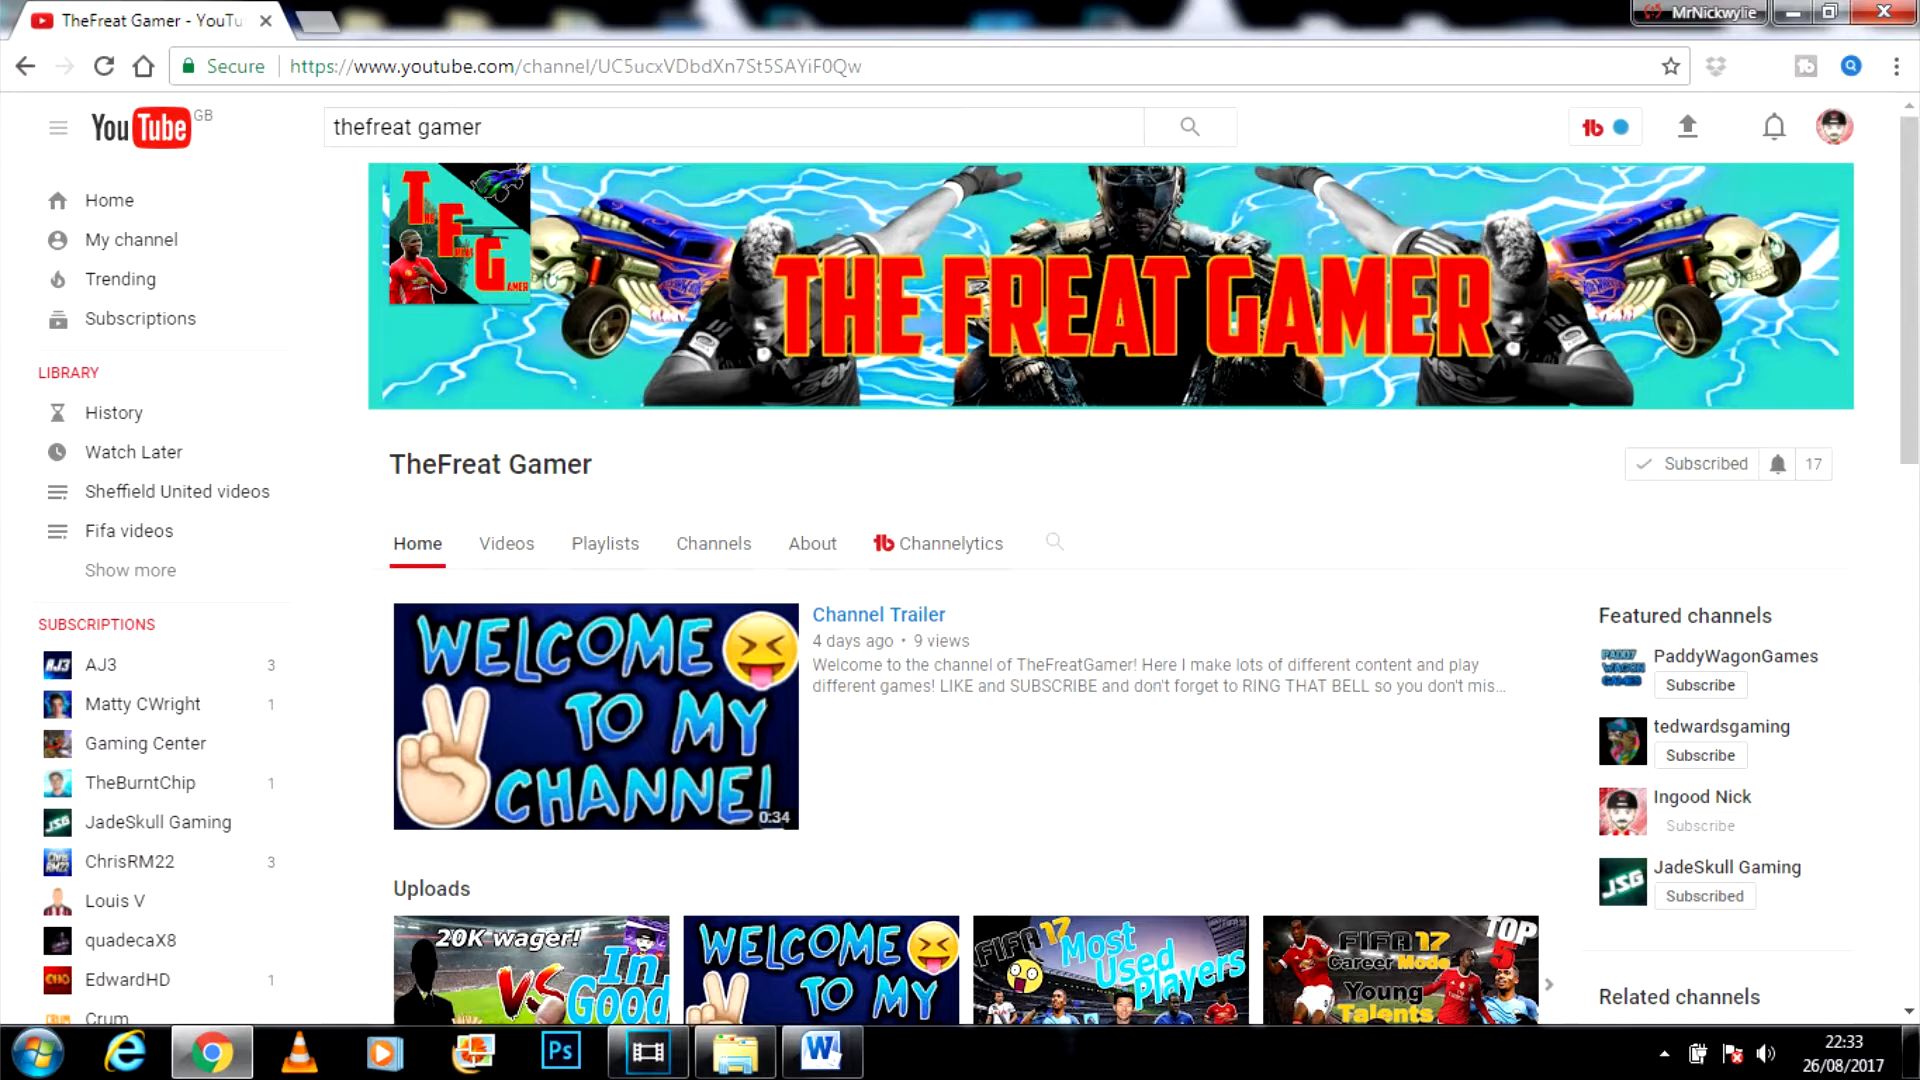 TheFreat Gamer - YouTu
MrNickwylie
Secure
https://www.youtube.com/channel/UC5ucxVDbdXn7St5SAYiF0Qw
YouTube GB
thefreat gamer
Home
My channel
Trending
Subscriptions
LIBRARY
History
Watch Later
Sheffield United videos
Fifa videos
Show more
SUBSCRIPTIONS
AJ3 3
Matty CWright 1
Gaming Center
TheBurntChip 1
JadeSkull Gaming
ChrisRM22 3
Louis V
quadecaX8
EdwardHD 1
Crum
THE FREAT GAMER
TheFreat Gamer
Subscribed 17
Home Videos Playlists Channels About Channelytics
WELCOME
TO MY
CHANNEL
0:34
Channel Trailer
4 days ago • 9 views
Welcome to the channel of TheFreatGamer! Here I make lots of different content and play
different games! LIKE and SUBSCRIBE and don't forget to RING THAT BELL so you don't mis...
Uploads
20K wager!
VS In
Good
WELCOME
TO MY
FIFA 17
Most
Used
Players
FIFA 17
Career Mode
TOP
5
Young
Talents
Featured channels
PADDY
WAGON
GAMES
PaddyWagonGames
Subscribe
tedwardsgaming
Subscribe
Ingood Nick
Subscribe
JSG
JadeSkull Gaming
Subscribed
Related channels
Ps
W
22:33
26/08/2017